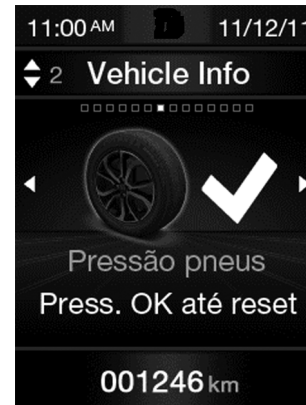 11:00 AM 11/12/11
2 Vehicle Info
Pressão pneus
Press. OK até reset
001246 km